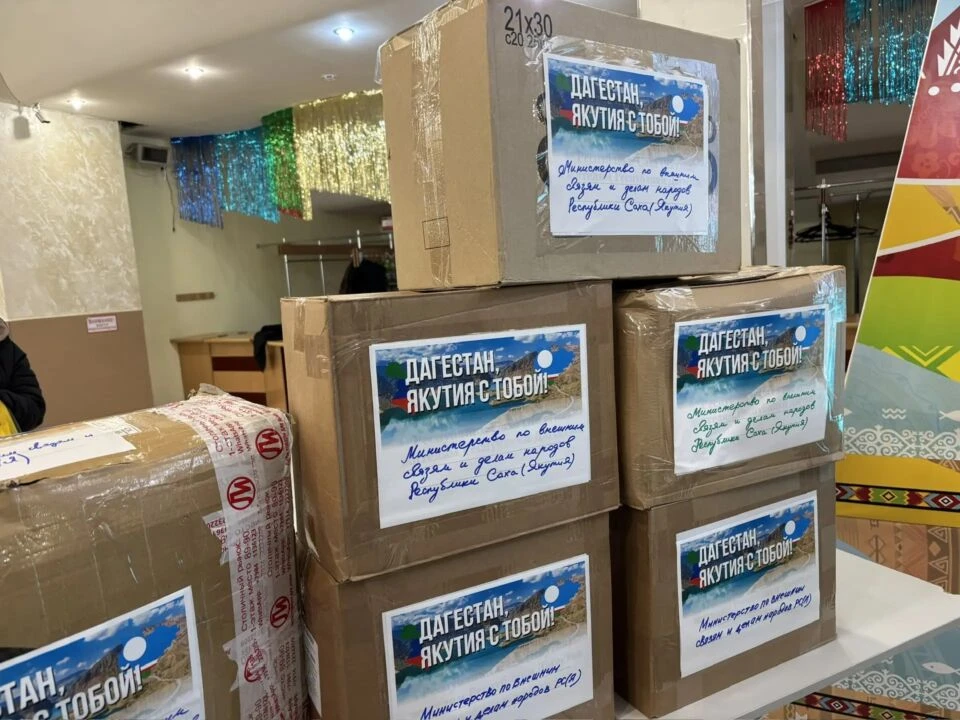 21x30
ДАГЕСТАН,
ЯКУТИЯ С ТОБОЙ!
Министерство по внешним
связям и делам народов
Республики Саха (Якутия)
ДАГЕСТАН,
ЯКУТИЯ С ТОБОЙ!
Министерство по внешним
связям и делам народов
Республики Саха (Якутия)
ДАГЕСТАН,
ЯКУТИЯ С ТОБОЙ!
Министерство по внешним
связям и делам народов
Республики Саха (Якутия)
ДАГЕСТАН,
ЯКУТИЯ С ТОБОЙ!
Министерство по внешним
ДАГЕСТАН,
ЯКУТИЯ С ТОБОЙ!
Министерство по внешним
связям и делам народов РС(Я)
связям и делам народов РС(Я)
СТАН,
С ТОБОЙ!